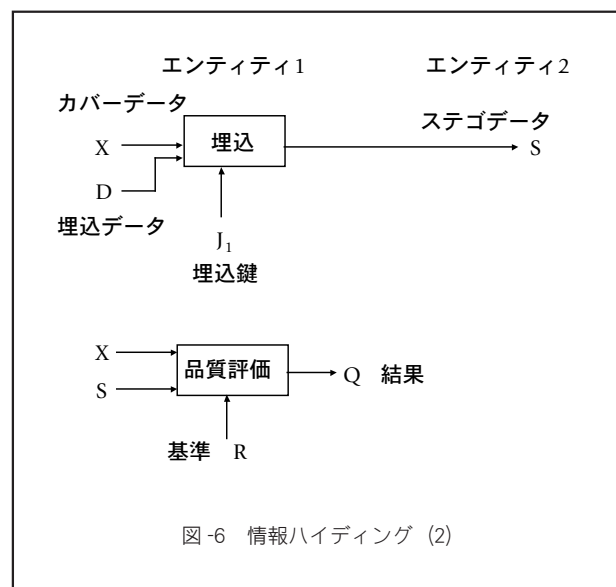 エンティティ1 エンティティ2
カバーデータ ステゴデータ
X 埋込 S
D
埋込データ
J₁
埋込鍵
X 品質評価 Q 結果
S
基準 R
図-6 情報ハイディング (2)